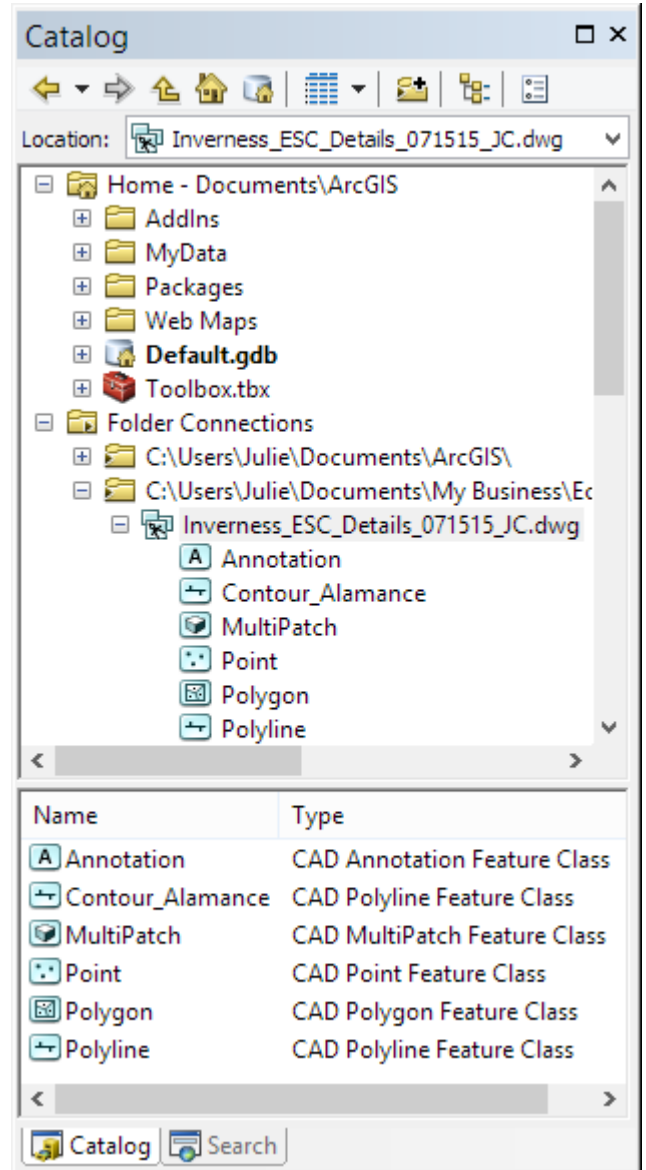 Catalog
Location: Inverness_ESC_Details_071515_JC.dwg
Home - Documents\ArcGIS
AddIns
MyData
Packages
Web Maps
Default.gdb
Toolbox.tbx
Folder Connections
C:\Users\Julie\Documents\ArcGIS\
C:\Users\Julie\Documents\My Business\Ec
Inverness_ESC_Details_071515_JC.dwg
A Annotation
Contour_Alamance
MultiPatch
Point
Polygon
Polyline
Name Type
A Annotation CAD Annotation Feature Class
Contour_Alamance CAD Polyline Feature Class
MultiPatch CAD MultiPatch Feature Class
Point CAD Point Feature Class
Polygon CAD Polygon Feature Class
Polyline CAD Polyline Feature Class
Catalog Search